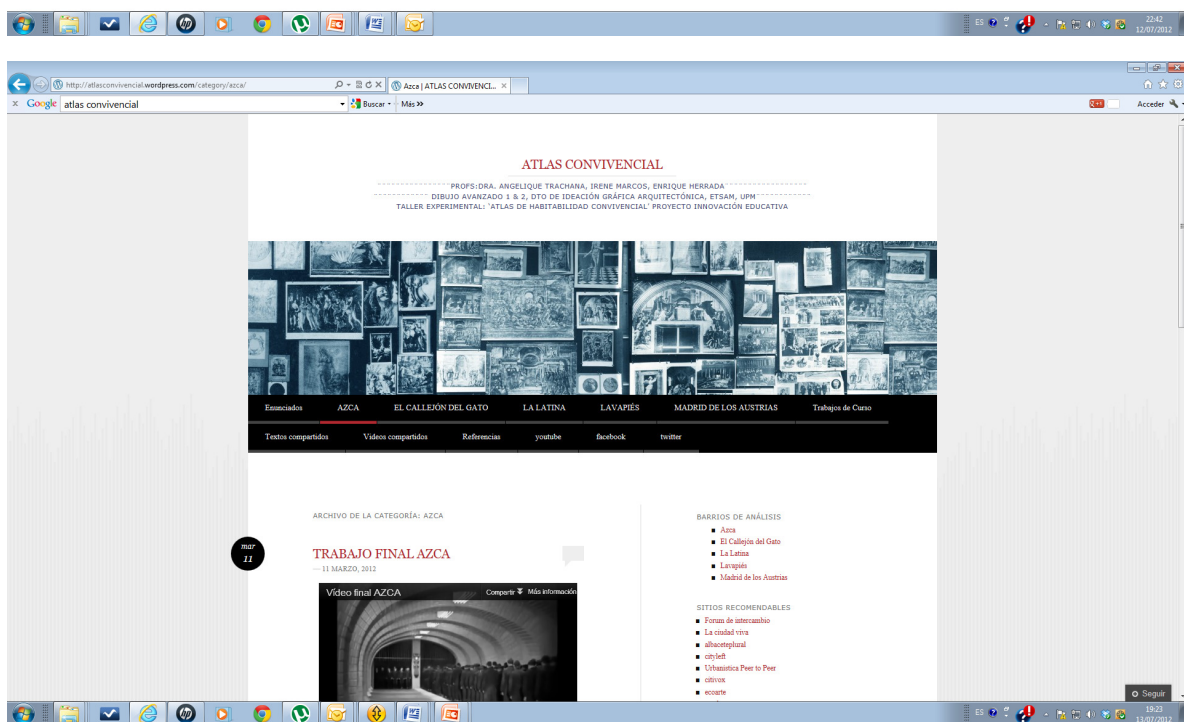 ES
22:42
12/07/2012
http://atlasconvivencial.wordpress.com/category/azca/
Azca | ATLAS CONVIVENCI...
x Google atlas convivencial
Buscar
Más >>
Acceder
ATLAS CONVIVENCIAL
PROFS:DRA. ANGELIQUE TRACHANA, IRENE MARCOS, ENRIQUE HERRADA
DIBUJO AVANZADO 1 & 2, DTO DE IDEACIÓN GRÁFICA ARQUITECTÓNICA, ETSAM, UPM
TALLER EXPERIMENTAL: 'ATLAS DE HABITABILIDAD CONVIVENCIAL' PROYECTO INNOVACIÓN EDUCATIVA
Enunciados AZCA EL CALLEJÓN DEL GATO LA LATINA LAVAPIÉS MADRID DE LOS AUSTRIAS Trabajos de Curso
Textos compartidos Videos compartidos Referencias youtube facebook twitter
ARCHIVO DE LA CATEGORÍA: AZCA
mar
11
TRABAJO FINAL AZCA
— 11 MARZO, 2012
Vídeo final AZCA
Compartir
Más información
BARRIOS DE ANÁLISIS
Azca
El Callejón del Gato
La Latina
Lavapiés
Madrid de los Austrias
SITIOS RECOMENDABLES
Forum de intercambio
La ciudad viva
albaceteplural
cityleft
Urbanistica Peer to Peer
citivox
ecoarte
Seguir
ES
19:23
13/07/2012